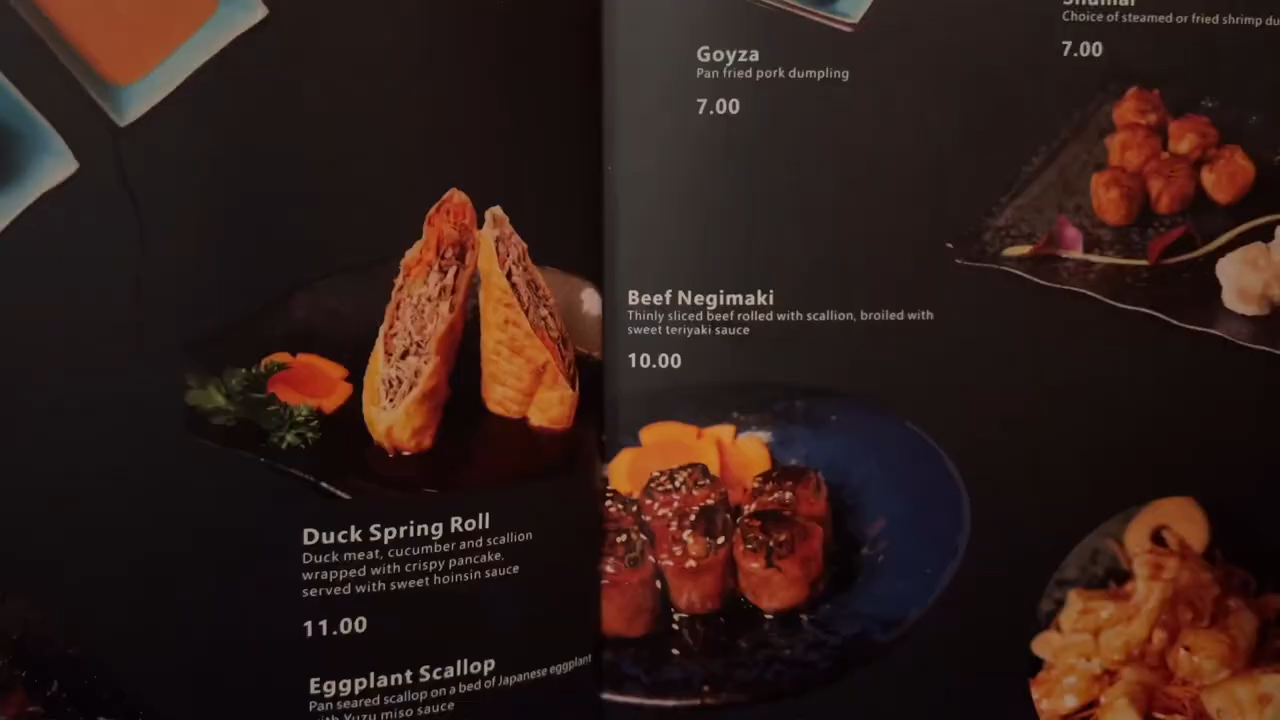 Duck Spring Roll
Duck meat, cucumber and scallion
wrapped with crispy pancake,
served with sweet hoinsin sauce
11.00
Eggplant Scallop
Pan seared scallop on a bed of Japanese eggplant
with Yuzu miso sauce
Goyza
Pan fried pork dumpling
7.00
Beef Negimaki
Thinly sliced beef rolled with scallion, broiled with
sweet teriyaki sauce
10.00
Choice of steamed or fried shrimp du
7.00